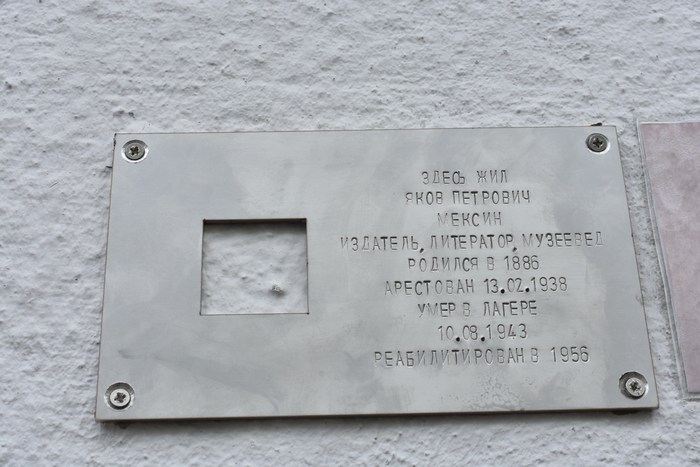 ЗДЕСЬ ЖИЛ
ЯКОВ ПЕТРОВИЧ
МЕКСИН
ИЗДАТЕЛЬ, ЛИТЕРАТОР, МУЗЕЕВЕД
РОДИЛСЯ В 1886
АРЕСТОВАН 13.02.1938
УМЕР В ЛАГЕРЕ
10.08.1943
РЕАБИЛИТИРОВАН В 1956